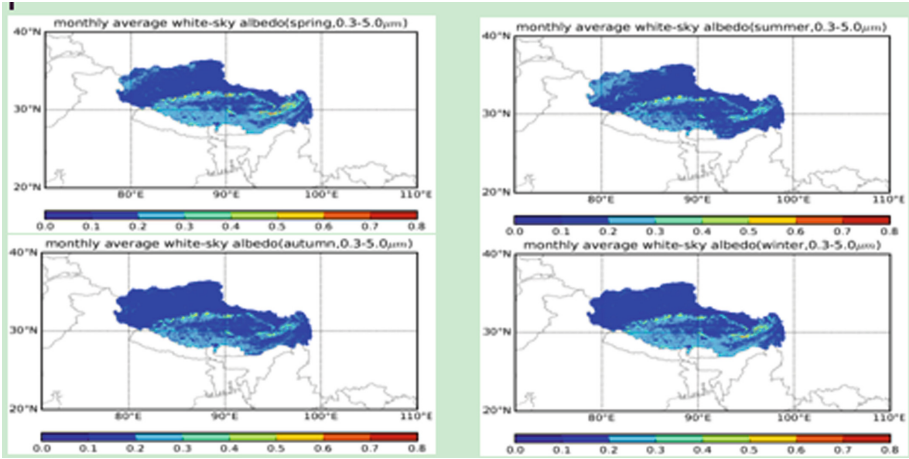 monthly average white-sky albedo(spring,0.3-5.0μm)
40°N
30°N
20°N
80°E 90°E 100°E 110°E
0.0 0.1 0.2 0.3 0.4 0.5 0.6 0.7 0.8
monthly average white-sky albedo(summer,0.3-5.0μm)
40°N
30°N
20°N
80°E 90°E 100°E 110°E
0.0 0.1 0.2 0.3 0.4 0.5 0.6 0.7 0.8
monthly average white-sky albedo(autumn,0.3-5.0μm)
40°N
30°N
20°N
80°E 90°E 100°E 110°E
0.0 0.1 0.2 0.3 0.4 0.5 0.6 0.7 0.8
monthly average white-sky albedo(winter,0.3-5.0μm)
40°N
30°N
20°N
80°E 90°E 100°E 110°E
0.0 0.1 0.2 0.3 0.4 0.5 0.6 0.7 0.8